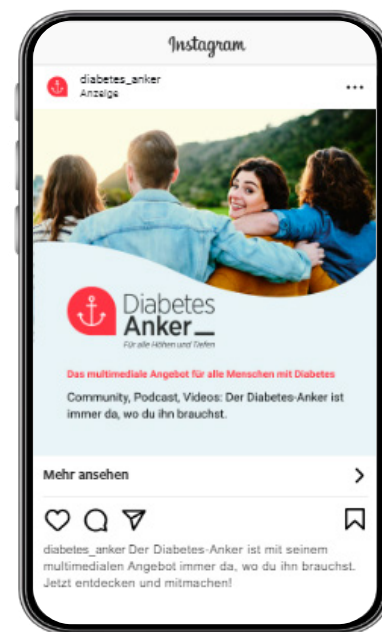 Instagram
diabetes_anker
Anzeige
Diabetes
Anker
Für alle Höhen und Tiefen
Das multimediale Angebot für alle Menschen mit Diabetes
Community, Podcast, Videos: Der Diabetes-Anker ist
immer da, wo du ihn brauchst.
Mehr ansehen
diabetes_anker Der Diabetes-Anker ist mit seinem
multimedialen Angebot immer da, wo du ihn brauchst.
Jetzt entdecken und mitmachen!